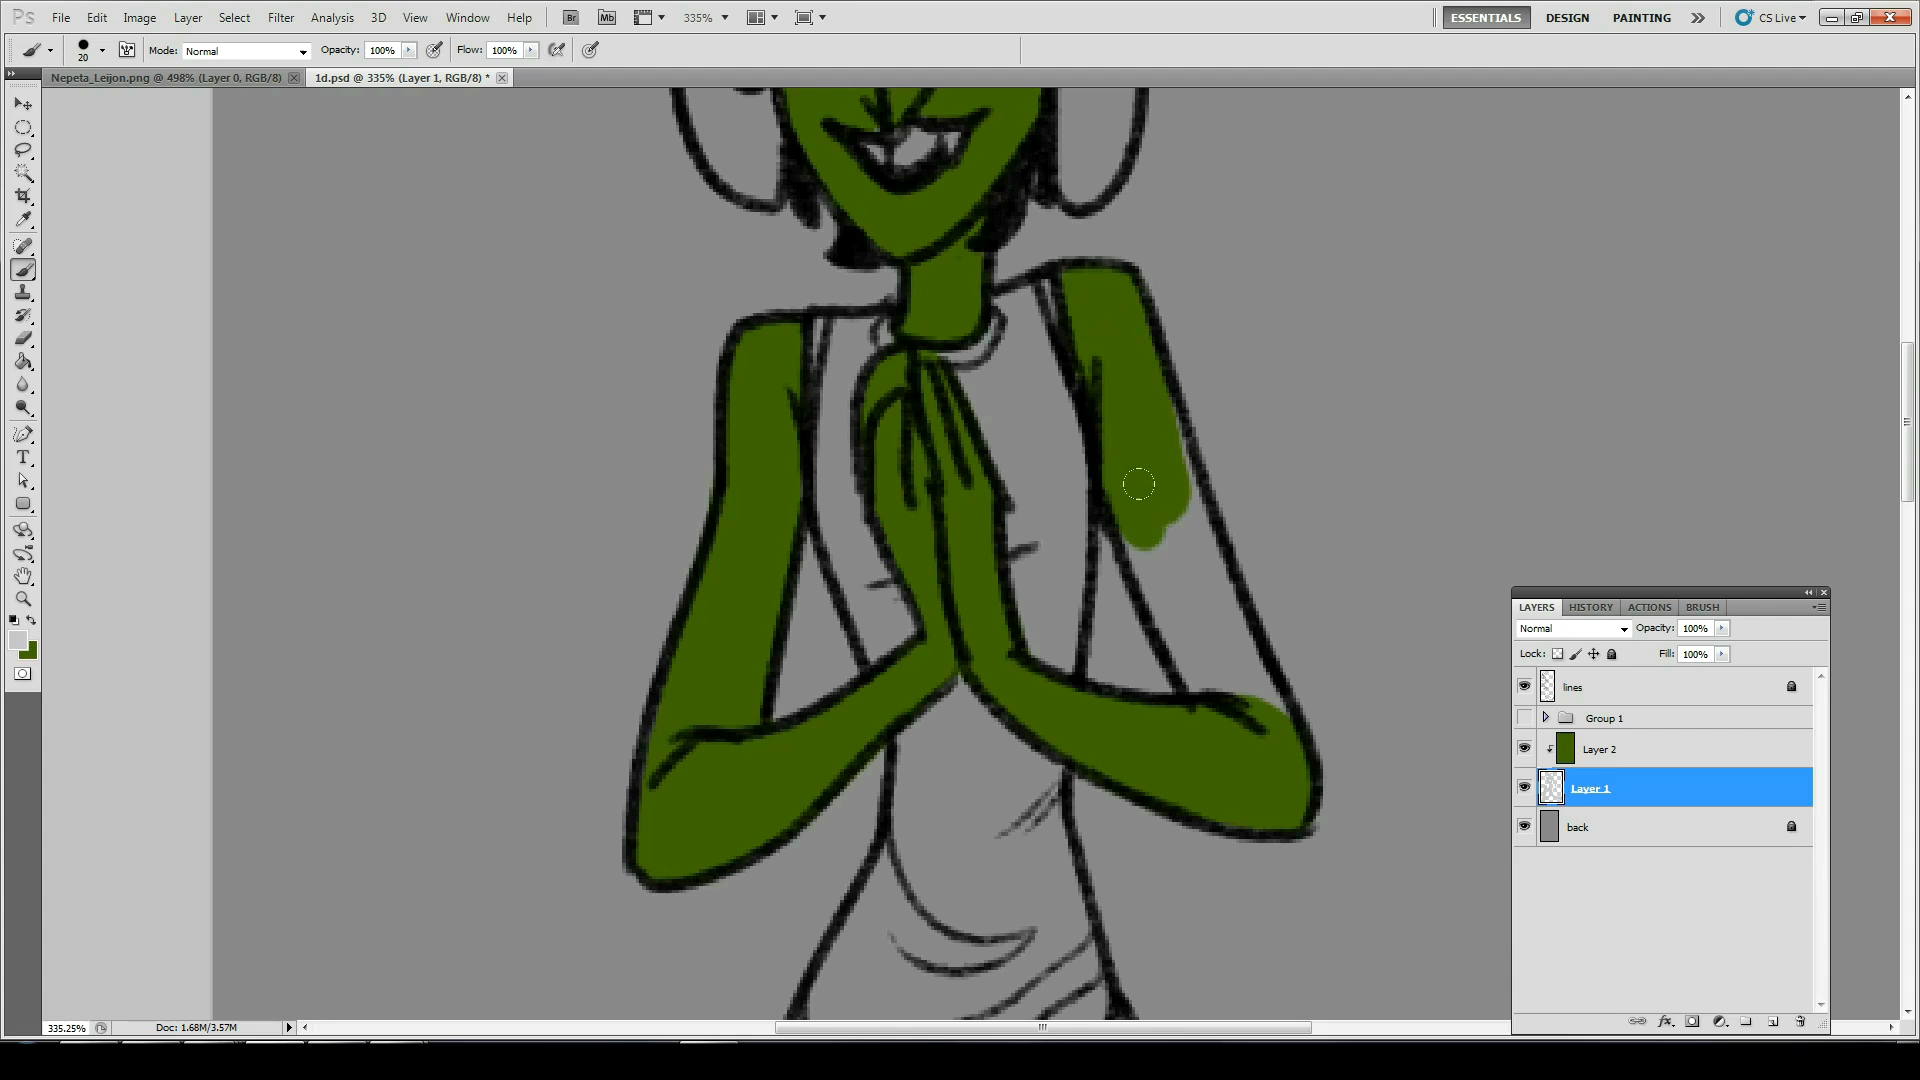 Ps File Edit Image Layer Select Filter Analysis 3D View Window Help Br Mb 335% ESSENTIALS DESIGN PAINTING CS Live
20 Mode: Normal Opacity: 100% Flow: 100%
Nepeta_Leijon.png @ 498% (Layer 0, RGB/8) 1d.psd @ 335% (Layer 1, RGB/8) *
T
LAYERS HISTORY ACTIONS BRUSH
Normal Opacity: 100%
Lock: Fill: 100%
lines
Group 1
Layer 2
Layer 1
back
fx
335.25% Doc: 1.68M/3.57M